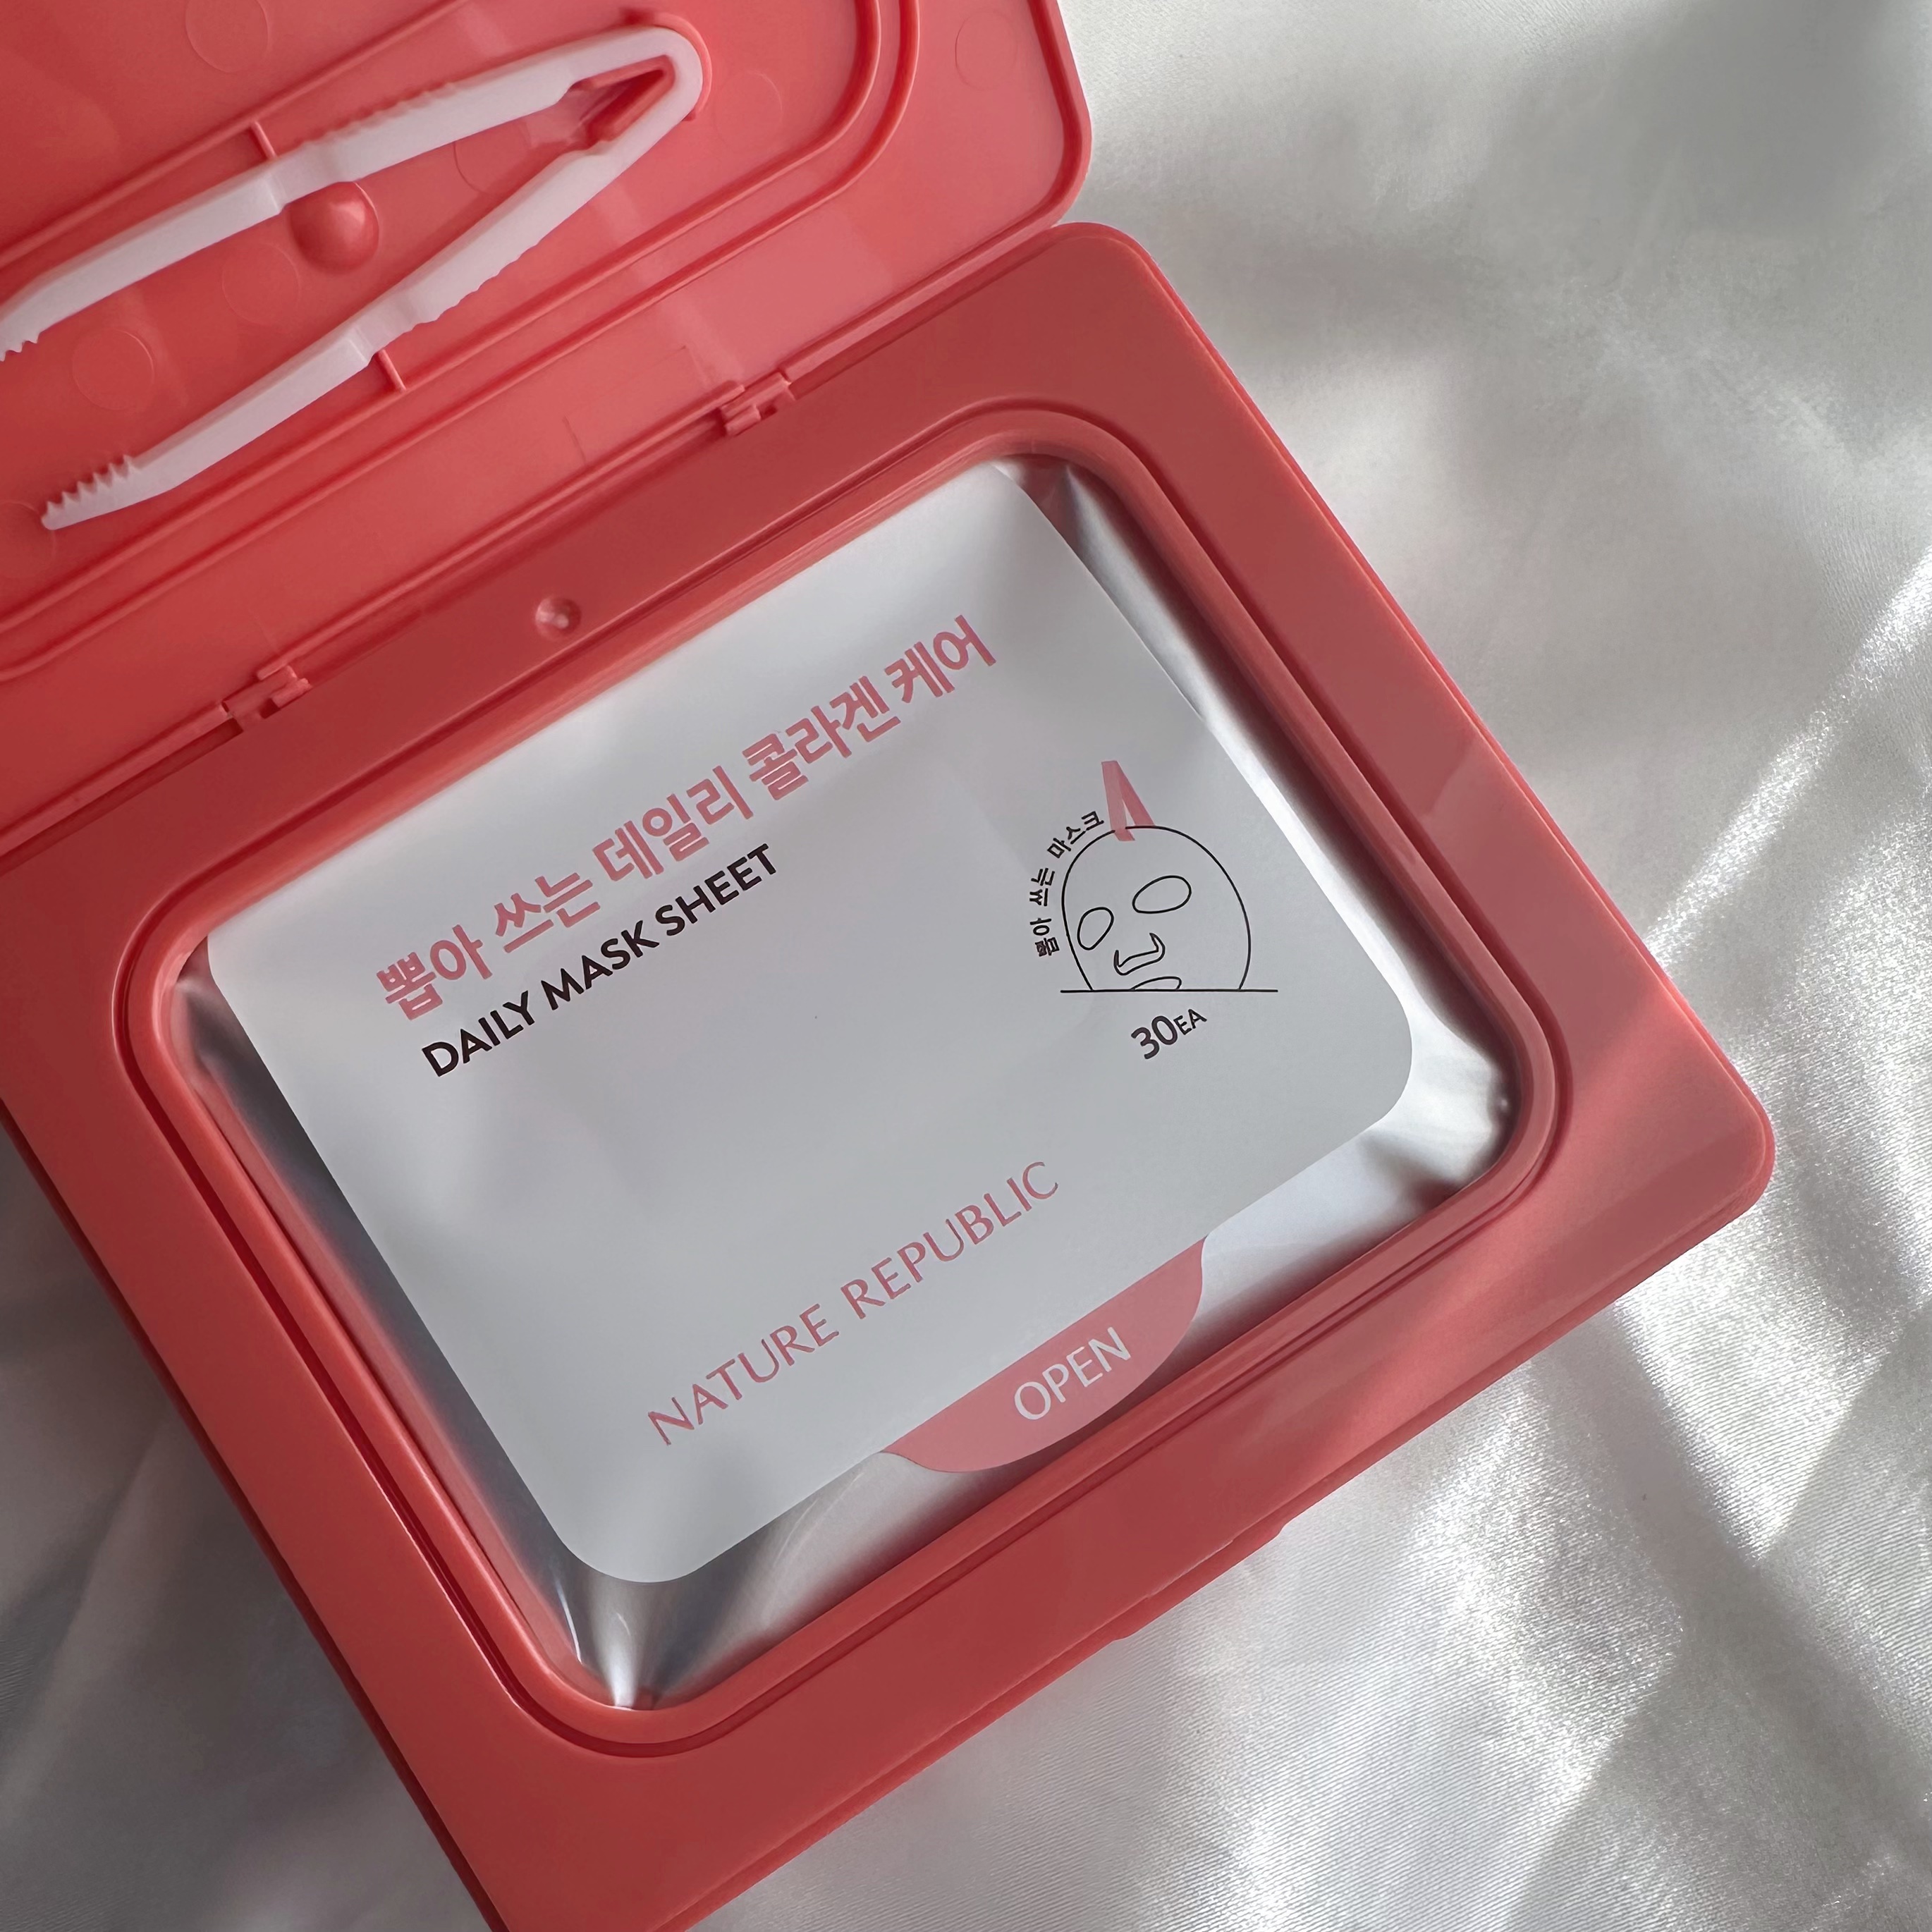 뽑아 쓰는 데일리 콜라겐 케어
DAILY MASK SHEET
뽑아 쓰는 마스크
30EA
NATURE REPUBLIC
OPEN